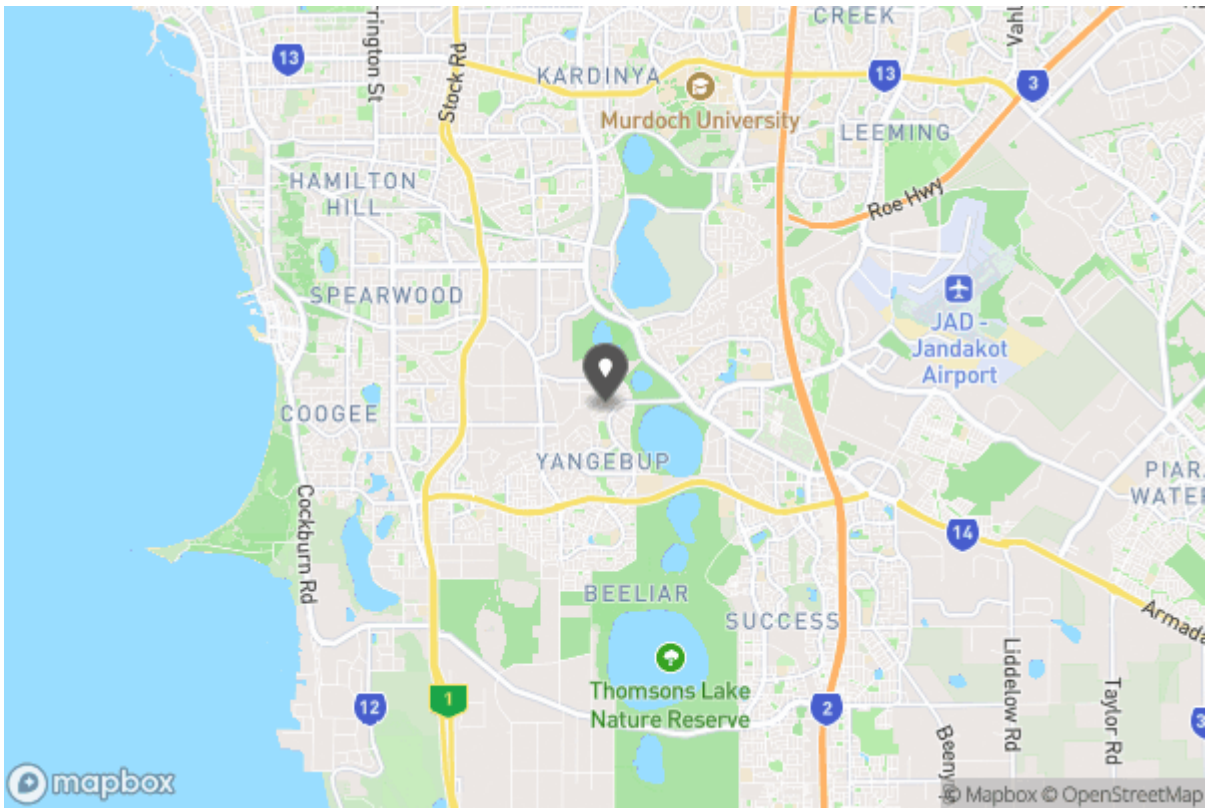 CREEK
rrington St
Stock Rd
13
KARDINYA
13
3
Murdoch University
LEEMING
HAMILTON
HILL
Roe Hwy
SPEARWOOD
JAD -
Jandakot
Airport
COOGEE
YANGEBUP
PIARA
WATER
Cockburn Rd
14
BEELIAR
SUCCESS
Armada
Liddelow Rd
Taylor Rd
Thomsons Lake
Nature Reserve
1
12
2
3
mapbox
© Mapbox © OpenStreetMap